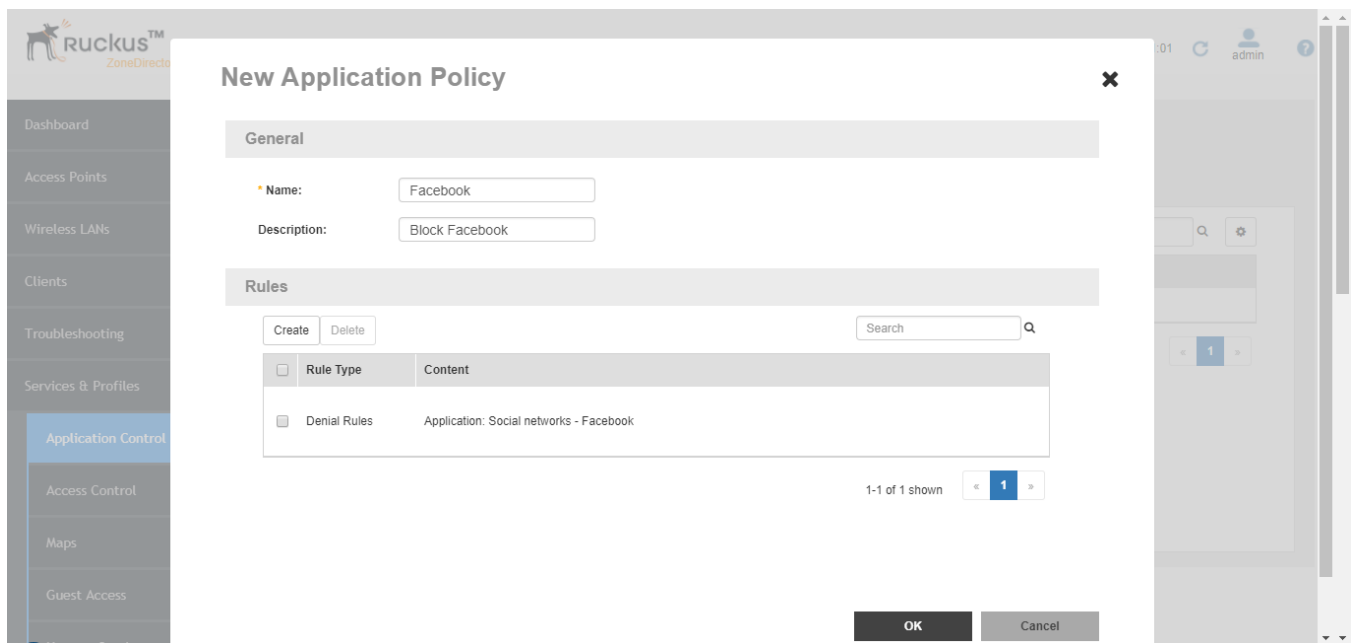 Ruckus™
ZoneDirecto
:01
admin
New Application Policy
Dashboard
Access Points
Wireless LANs
Clients
Troubleshooting
Services & Profiles
Application Control
Access Control
Maps
Guest Access
General
* Name:
Facebook
Description:
Block Facebook
Rules
Create
Delete
Search
Rule Type
Content
Denial Rules
Application: Social networks - Facebook
1-1 of 1 shown
« 1 »
« 1 »
OK
Cancel